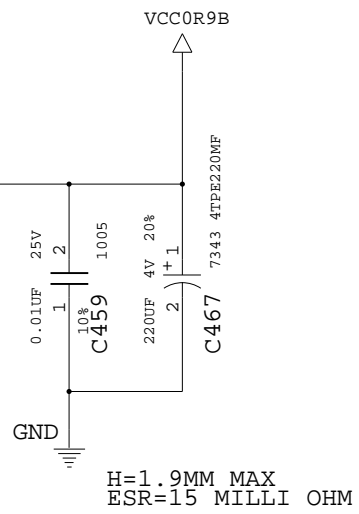 VCC0R9B
0.01UF 25V
1 2
10% 1005
C459
220UF 4V 20%
2 + 1
7343 4TPE220MF
C467
GND
H=1.9MM MAX
ESR=15 MILLI OHM